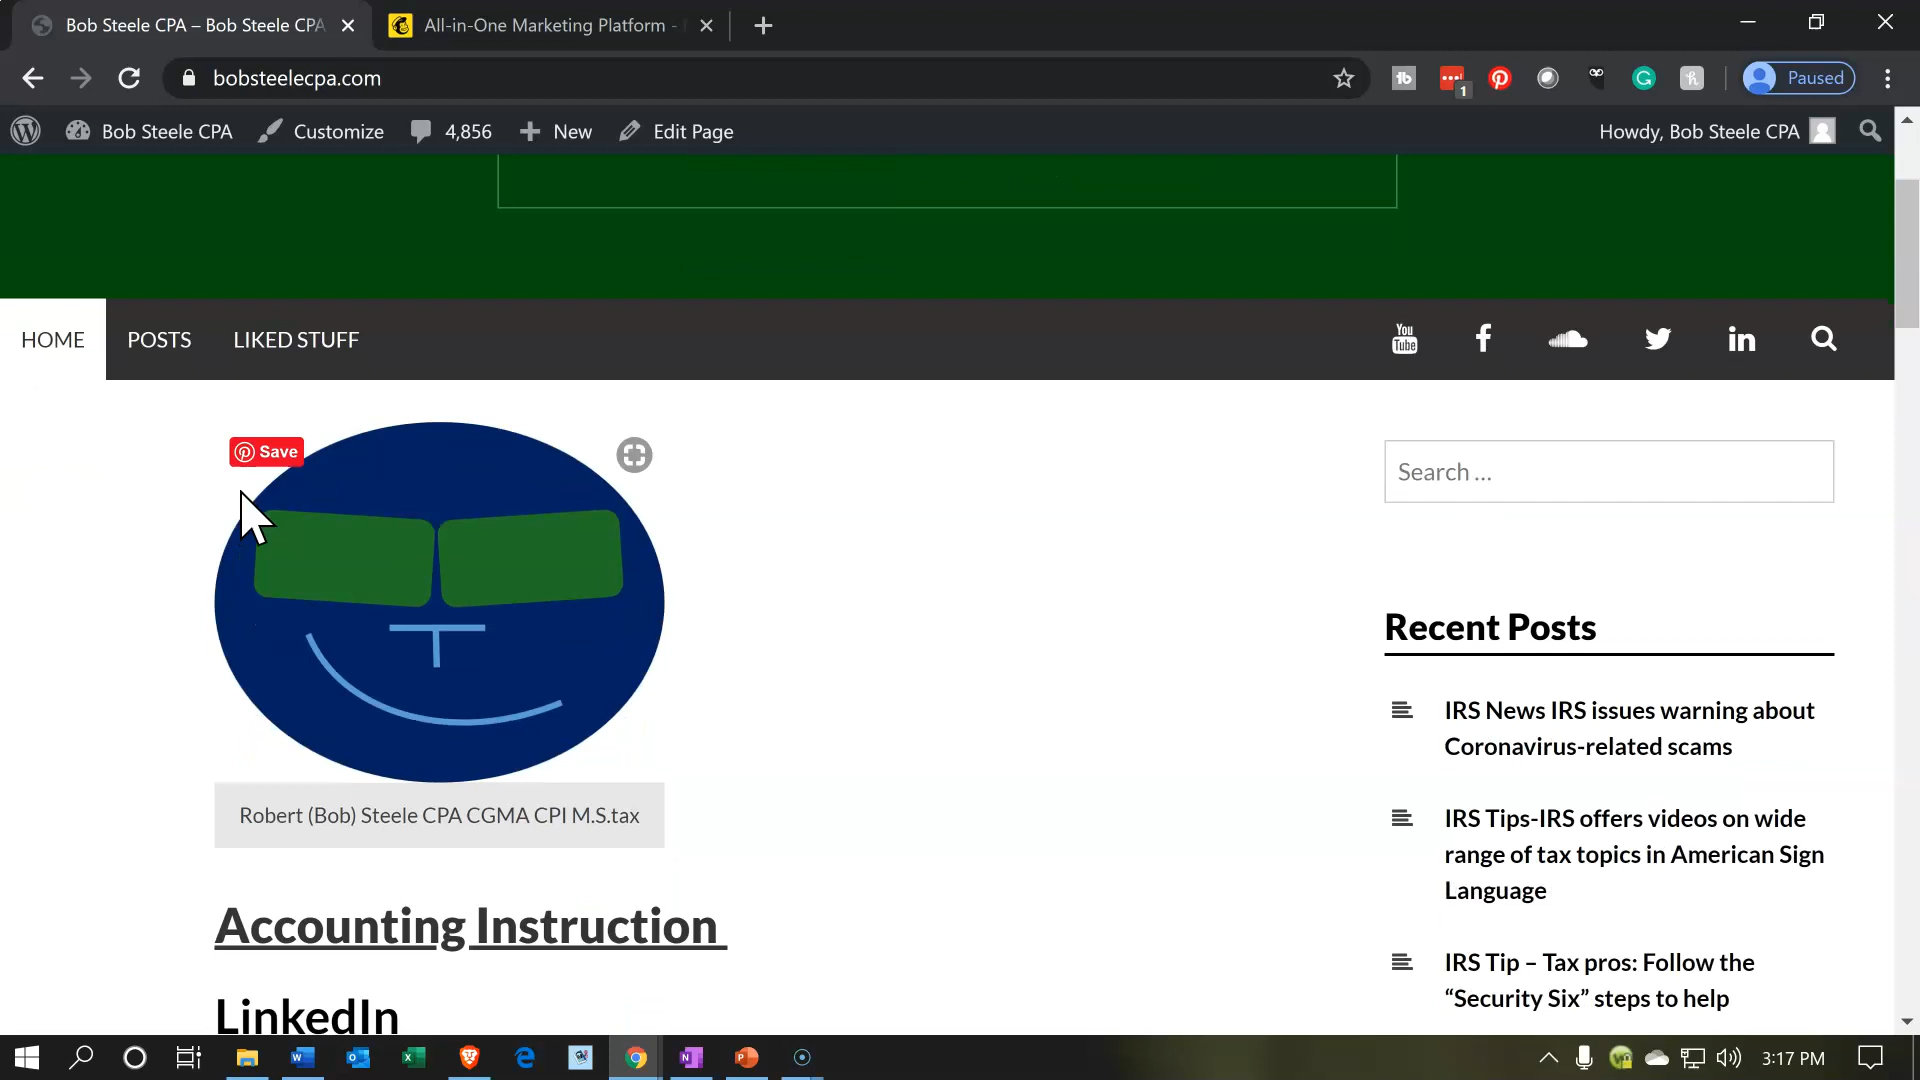 Bob Steele CPA – Bob Steele CPA
All-in-One Marketing Platform -
bobsteelecpa.com
1
Paused
Bob Steele CPA
Customize
4,856
New
Edit Page
Howdy, Bob Steele CPA
HOME
POSTS
LIKED STUFF
You
Tube
Save
Search ...
Recent Posts
IRS News IRS issues warning about
Coronavirus-related scams
IRS Tips-IRS offers videos on wide
range of tax topics in American Sign
Language
IRS Tip – Tax pros: Follow the
“Security Six” steps to help
Robert (Bob) Steele CPA CGMA CPI M.S.tax
Accounting Instruction
LinkedIn
3:17 PM